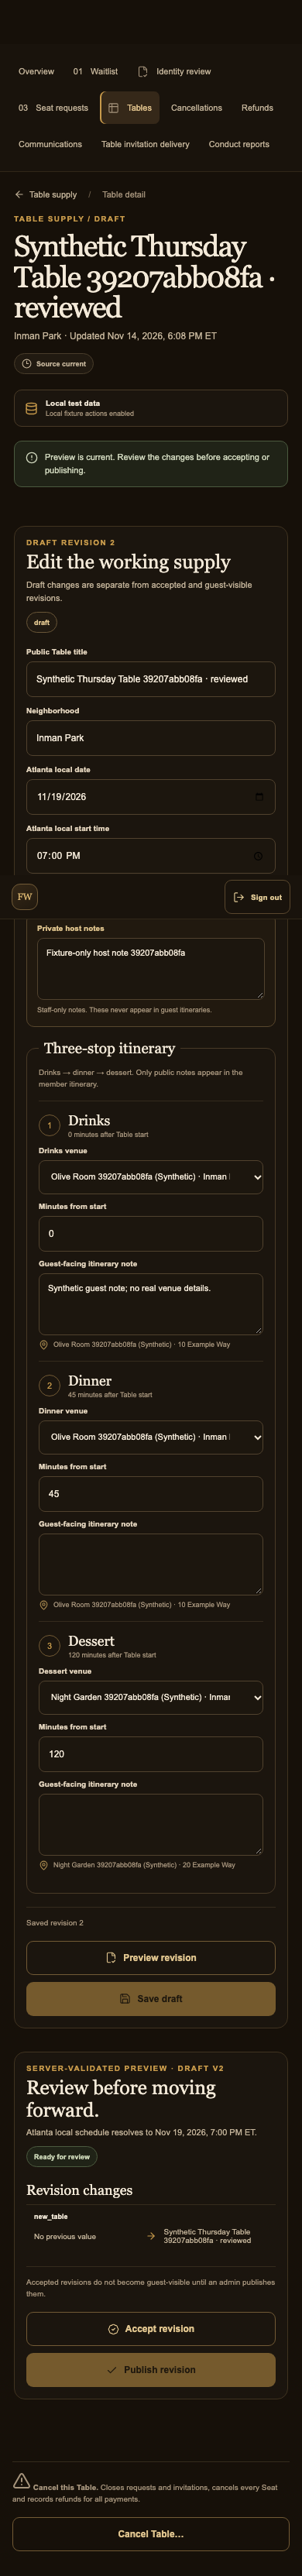 Overview 01 Waitlist Identity review
03 Seat requests Tables Cancellations Refunds
Communications Table invitation delivery Conduct reports
← Table supply / Table detail
TABLE SUPPLY / DRAFT
Synthetic Thursday
Table 39207abb08fa ·
reviewed
Inman Park · Updated Nov 14, 2026, 6:08 PM ET
Source current
Local test data
Local fixture actions enabled
Preview is current. Review the changes before accepting or
publishing.
DRAFT REVISION 2
Edit the working supply
Draft changes are separate from accepted and guest-visible
revisions.
draft
Public Table title
Synthetic Thursday Table 39207abb08fa · reviewed
Neighborhood
Inman Park
Atlanta local date
11/19/2026
Atlanta local start time
07:00 PM
FW Sign out
Private host notes
Fixture-only host note 39207abb08fa
Staff-only notes. These never appear in guest itineraries.
Three-stop itinerary
Drinks → dinner → dessert. Only public notes appear in the
member itinerary.
1 Drinks
0 minutes after Table start
Drinks venue
Olive Room 39207abb08fa (Synthetic) · Inman
Minutes from start
0
Guest-facing itinerary note
Synthetic guest note; no real venue details.
Olive Room 39207abb08fa (Synthetic) · 10 Example Way
2 Dinner
45 minutes after Table start
Dinner venue
Olive Room 39207abb08fa (Synthetic) · Inman
Minutes from start
45
Guest-facing itinerary note
Olive Room 39207abb08fa (Synthetic) · 10 Example Way
3 Dessert
120 minutes after Table start
Dessert venue
Night Garden 39207abb08fa (Synthetic) · Inman
Minutes from start
120
Guest-facing itinerary note
Night Garden 39207abb08fa (Synthetic) · 20 Example Way
Saved revision 2
Preview revision
Save draft
SERVER-VALIDATED PREVIEW · DRAFT V2
Review before moving
forward.
Atlanta local schedule resolves to Nov 19, 2026, 7:00 PM ET.
Ready for review
Revision changes
new_table
No previous value → Synthetic Thursday Table
39207abb08fa · reviewed
Accepted revisions do not become guest-visible until an admin publishes
them.
Accept revision
Publish revision
Cancel this Table. Closes requests and invitations, cancels every Seat
and records refunds for all payments.
Cancel Table...